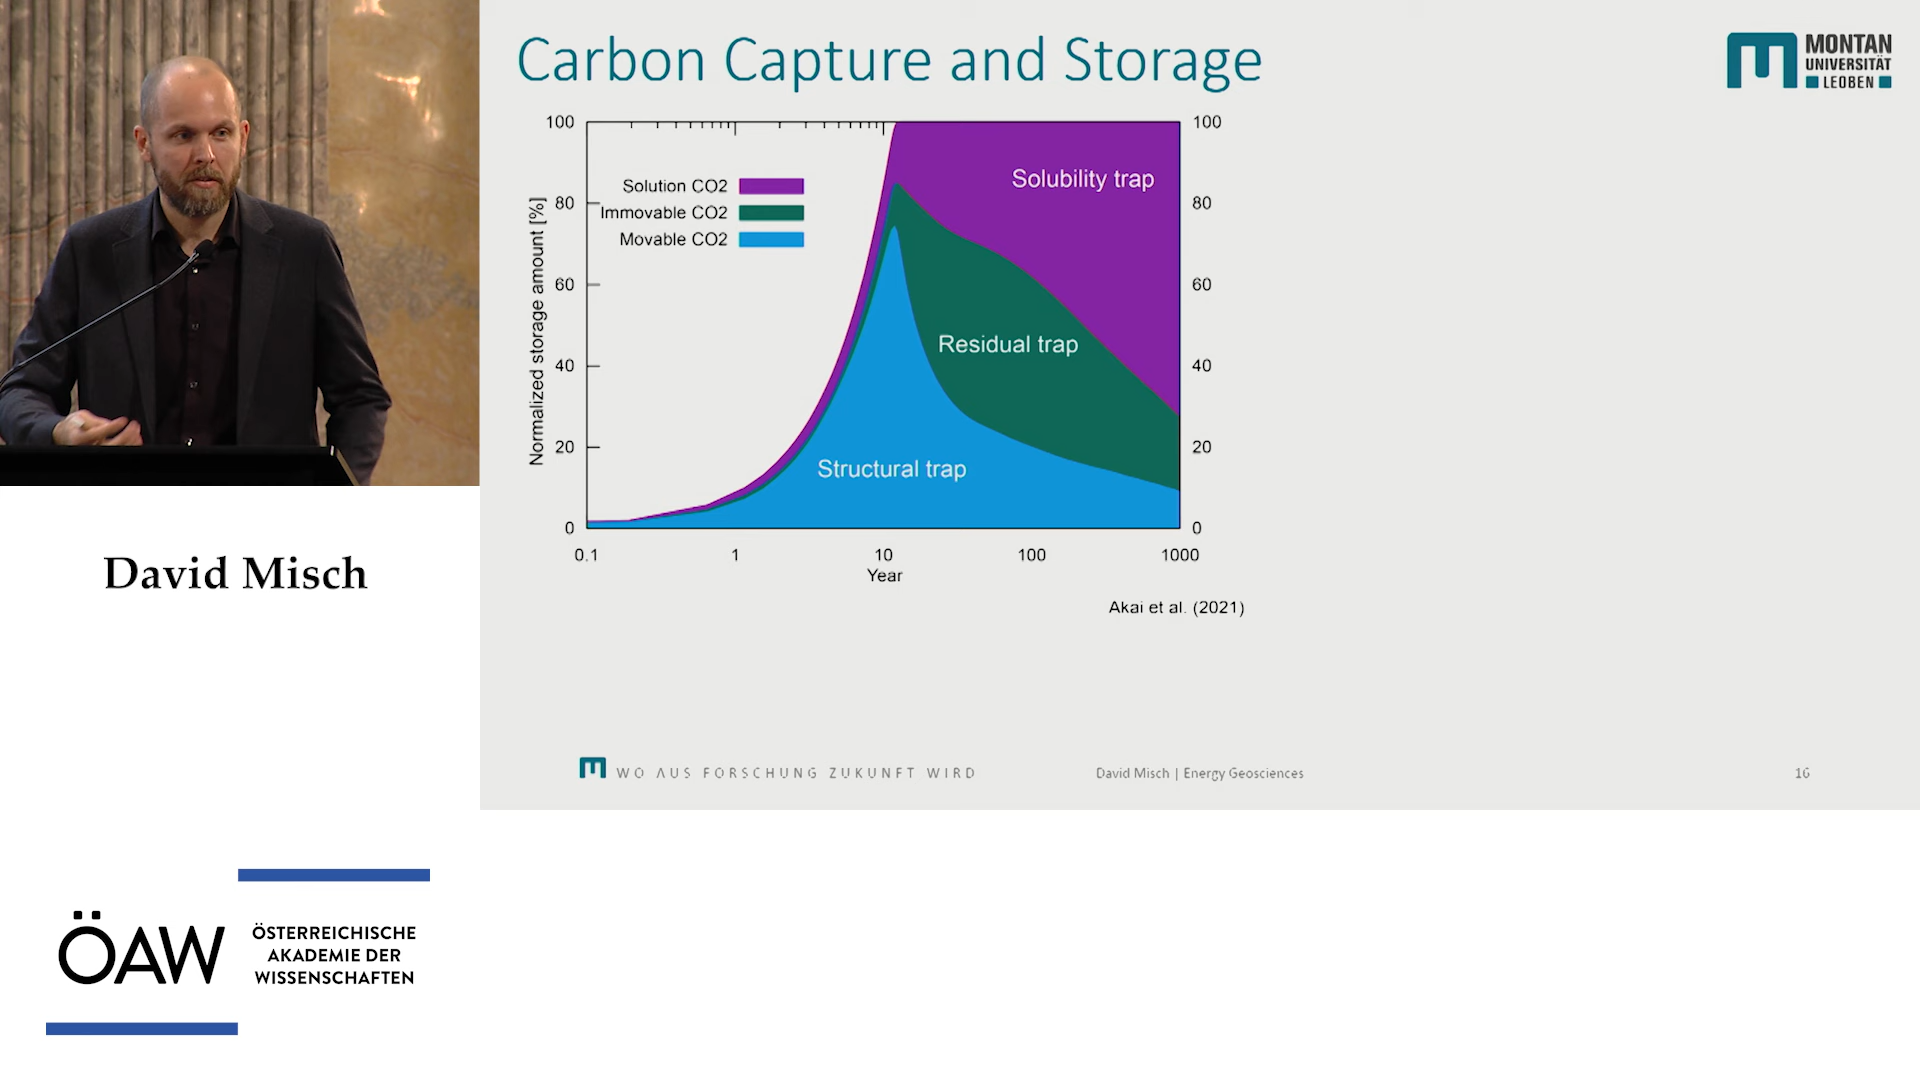 Carbon Capture and Storage
MONTAN
UNIVERSITÄT
LEOBEN
100
80
60
40
20
0
Normalized storage amount [%]
Solution CO2
Immovable CO2
Movable CO2
Solubility trap
Residual trap
Structural trap
100
80
60
40
20
0
0.1 1 10 100 1000
Year
Akai et al. (2021)
WO AUS FORSCHUNG ZUKUNFT WIRD
David Misch | Energy Geosciences
16
David Misch
ÖAW
ÖSTERREICHISCHE
AKADEMIE DER
WISSENSCHAFTEN